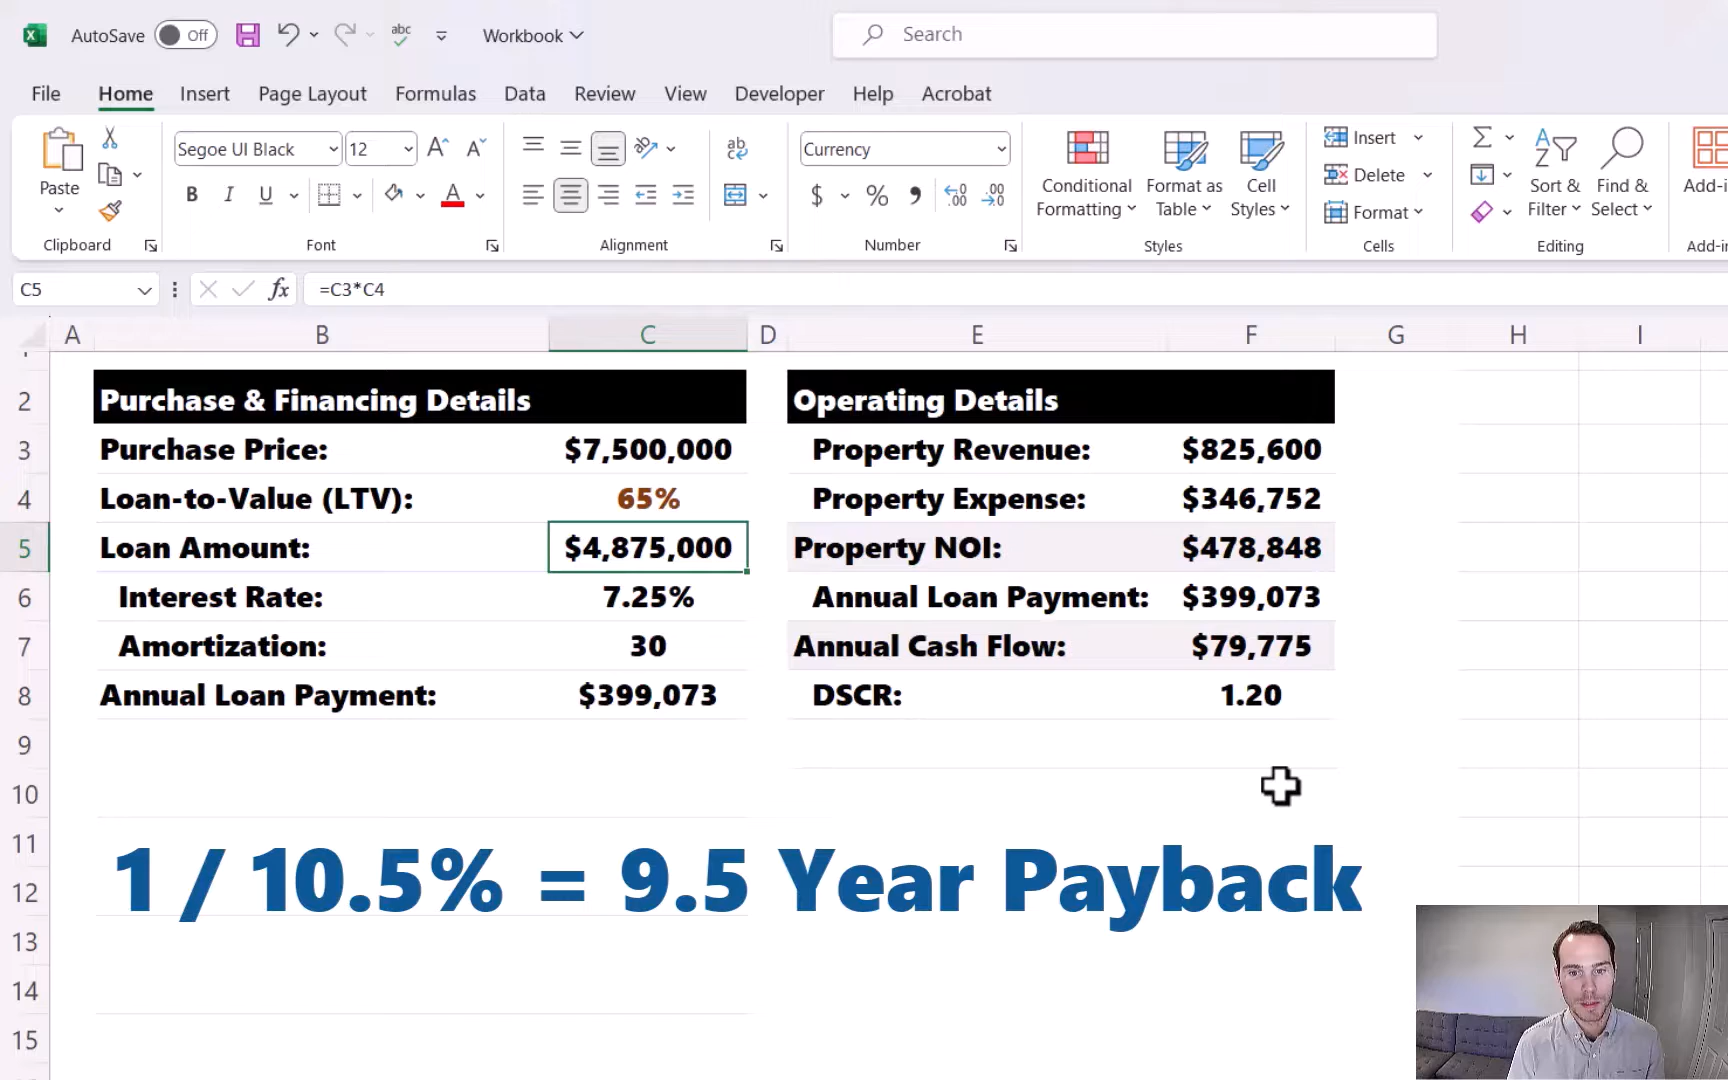 AutoSave Off Workbook Search
File Home Insert Page Layout Formulas Data Review View Developer Help Acrobat
Paste
Clipboard
Segoe UI Black 12
B I U A
Font
Alignment
Currency
$ %
Number
Conditional Formatting
Format as Table
Cell Styles
Styles
Insert
Delete
Format
Cells
Sort & Filter
Find & Select
Editing
Add-i
Add-i
C5 fx =C3*C4
A B C D E F G H I
2 Purchase & Financing Details Operating Details
3 Purchase Price: $7,500,000 Property Revenue: $825,600
4 Loan-to-Value (LTV): 65% Property Expense: $346,752
5 Loan Amount: $4,875,000 Property NOI: $478,848
6 Interest Rate: 7.25% Annual Loan Payment: $399,073
7 Amortization: 30 Annual Cash Flow: $79,775
8 Annual Loan Payment: $399,073 DSCR: 1.20
9
10
11
1 / 10.5% = 9.5 Year Payback
12
13
14
15